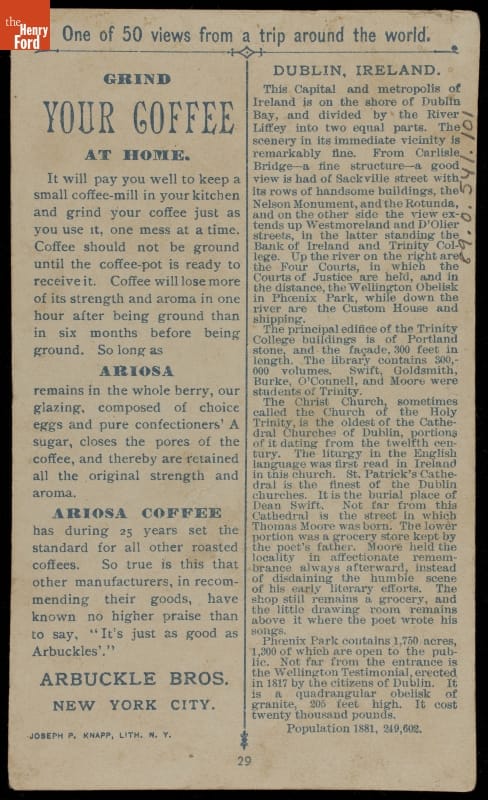 the
Henry
Ford
One of 50 views from a trip around the world.
GRIND
YOUR COFFEE
AT HOME.
It will pay you well to keep a
small coffee-mill in your kitchen
and grind your coffee just as
you use it, one mess at a time.
Coffee should not be ground
until the coffee-pot is ready to
receive it. Coffee will lose more
of its strength and aroma in one
hour after being ground than
in six months before being
ground. So long as
ARIOSA
remains in the whole berry, our
glazing, composed of choice
eggs and pure confectioners' A
sugar, closes the pores of the
coffee, and thereby are retained
all the original strength and
aroma.
ARIOSA COFFEE
has during 25 years set the
standard for all other roasted
coffees. So true is this that
other manufacturers, in recom-
mending their goods, have
known no higher praise than
to say, "It's just as good as
Arbuckles'."
ARBUCKLE BROS.
NEW YORK CITY.
JOSEPH P. KNAPP, LITH. N. Y.
DUBLIN, IRELAND.
This Capital and metropolis of
Ireland is on the shore of Dublin
Bay, and divided by the River
Liffey into two equal parts. The
scenery in its immediate vicinity is
remarkably fine. From Carlisle
Bridge—a fine structure—a good
view is had of Sackville street with
its rows of handsome buildings, the
Nelson Monument, and the Rotunda,
and on the other side the view ex-
tends up Westmoreland and D'Olier
streets, in the latter standing the
Bank of Ireland and Trinity Col-
lege. Up the river on the right are
the Four Courts, in which the
Courts of Justice are held, and in
the distance, the Wellington Obelisk
in Phœnix Park, while down the
river are the Custom House and
shipping.
The principal edifice of the Trinity
College buildings is of Portland
stone, and the façade, 300 feet in
length. The library contains 300,-
000 volumes. Swift, Goldsmith,
Burke, O'Connell, and Moore were
students of Trinity.
The Christ Church, sometimes
called the Church of the Holy
Trinity, is the oldest of the Cathe-
dral Churches of Dublin, portions
of it dating from the twelfth cen-
tury. The liturgy in the English
language was first read in Ireland
in this church. St. Patrick's Cathe-
dral is the finest of the Dublin
churches. It is the burial place of
Dean Swift. Not far from this
Cathedral is the street in which
Thomas Moore was born. The lower
portion was a grocery store kept by
the poet's father. Moore held the
locality in affectionate remem-
brance always afterward, instead
of disdaining the humble scene
of his early literary efforts. The
shop still remains a grocery, and
the little drawing room remains
above it where the poet wrote his
songs.
Phœnix Park contains 1,750 acres,
1,300 of which are open to the pub-
lic. Not far from the entrance is
the Wellington Testimonial, erected
in 1817 by the citizens of Dublin. It
is a quadrangular obelisk of
granite, 205 feet high. It cost
twenty thousand pounds.
Population 1881, 249,602.
89.0.541.101
29